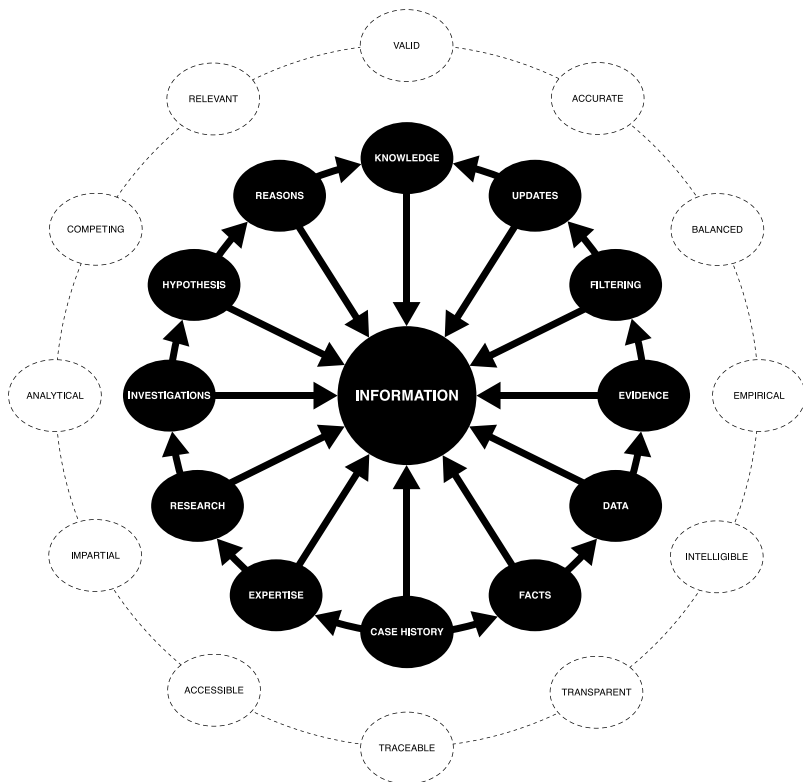 VALID
RELEVANT
ACCURATE
KNOWLEDGE
REASONS
UPDATES
COMPETING
BALANCED
HYPOTHESIS
FILTERING
ANALYTICAL
INVESTIGATIONS
INFORMATION
EVIDENCE
EMPIRICAL
RESEARCH
DATA
IMPARTIAL
INTELLIGIBLE
EXPERTISE
FACTS
CASE HISTORY
ACCESSIBLE
TRANSPARENT
TRACEABLE